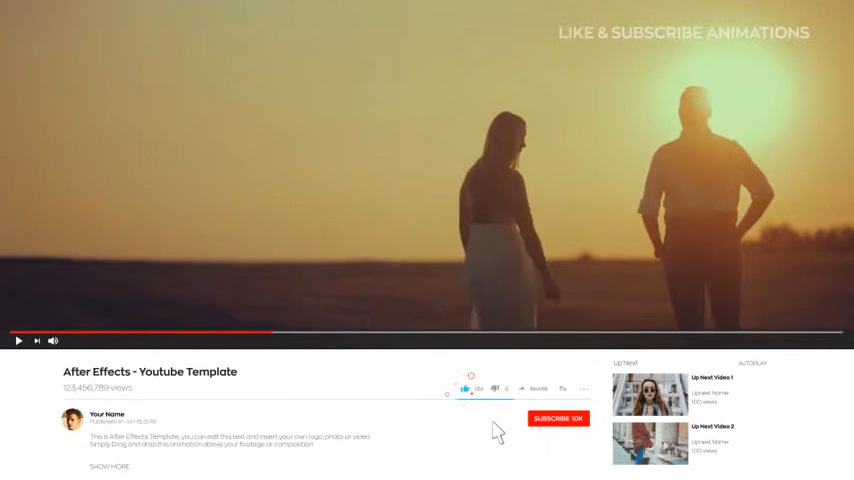 LIKE & SUBSCRIBE ANIMATIONS
After Effects - Youtube Template
123,456,789 views
184
0
SHARE
Your Name
Published on Jan 15, 2018
SUBSCRIBE 10K
This is After Effects Template, you can edit this text and insert your own logo, photo, or video
Simply Drag and drop this animation above your footage or composition
SHOW MORE
Up Next
AUTOPLAY
Up Next Video 1
Upnext Name
100 views
Up Next Video 2
Upnext Name
100 views